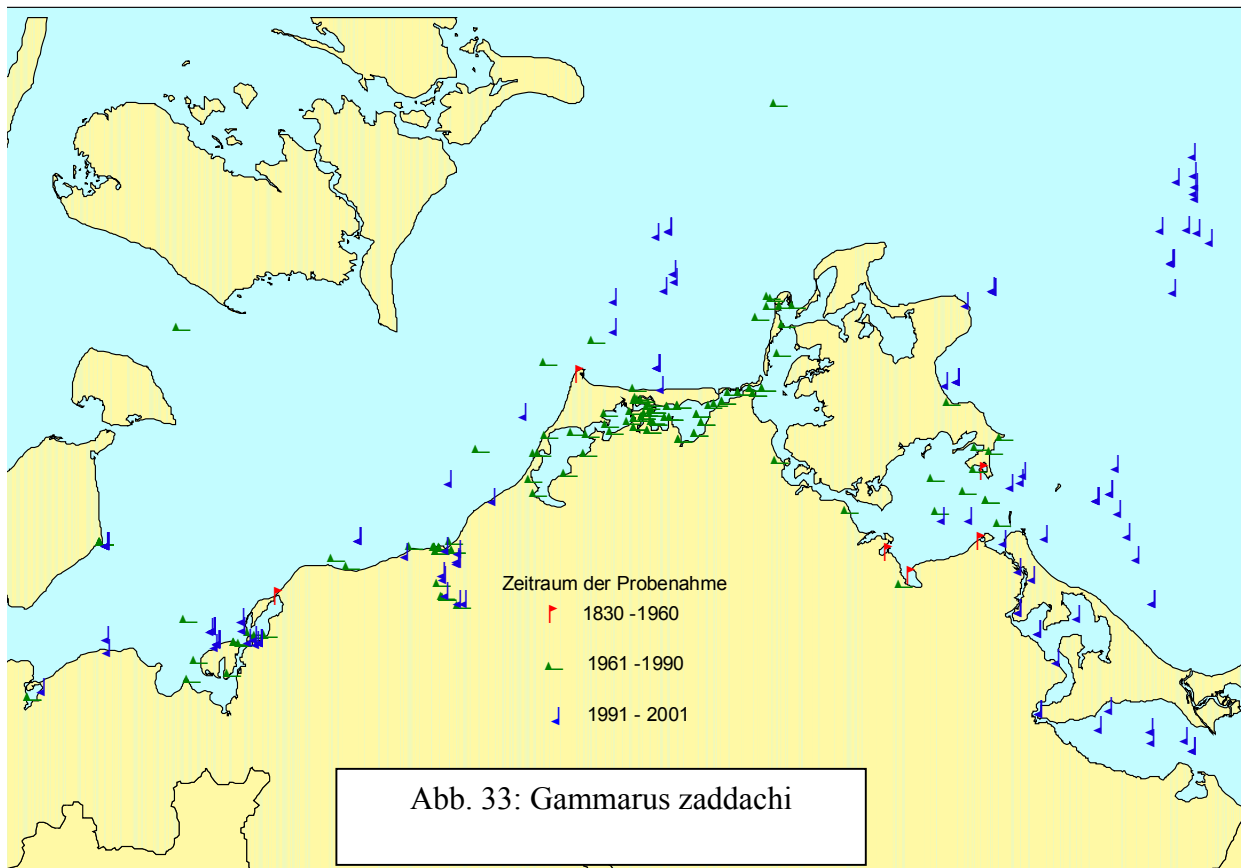 Zeitraum der Probenahme
1830 -1960
1961 -1990
1991 - 2001
Abb. 33: Gammarus zaddachi